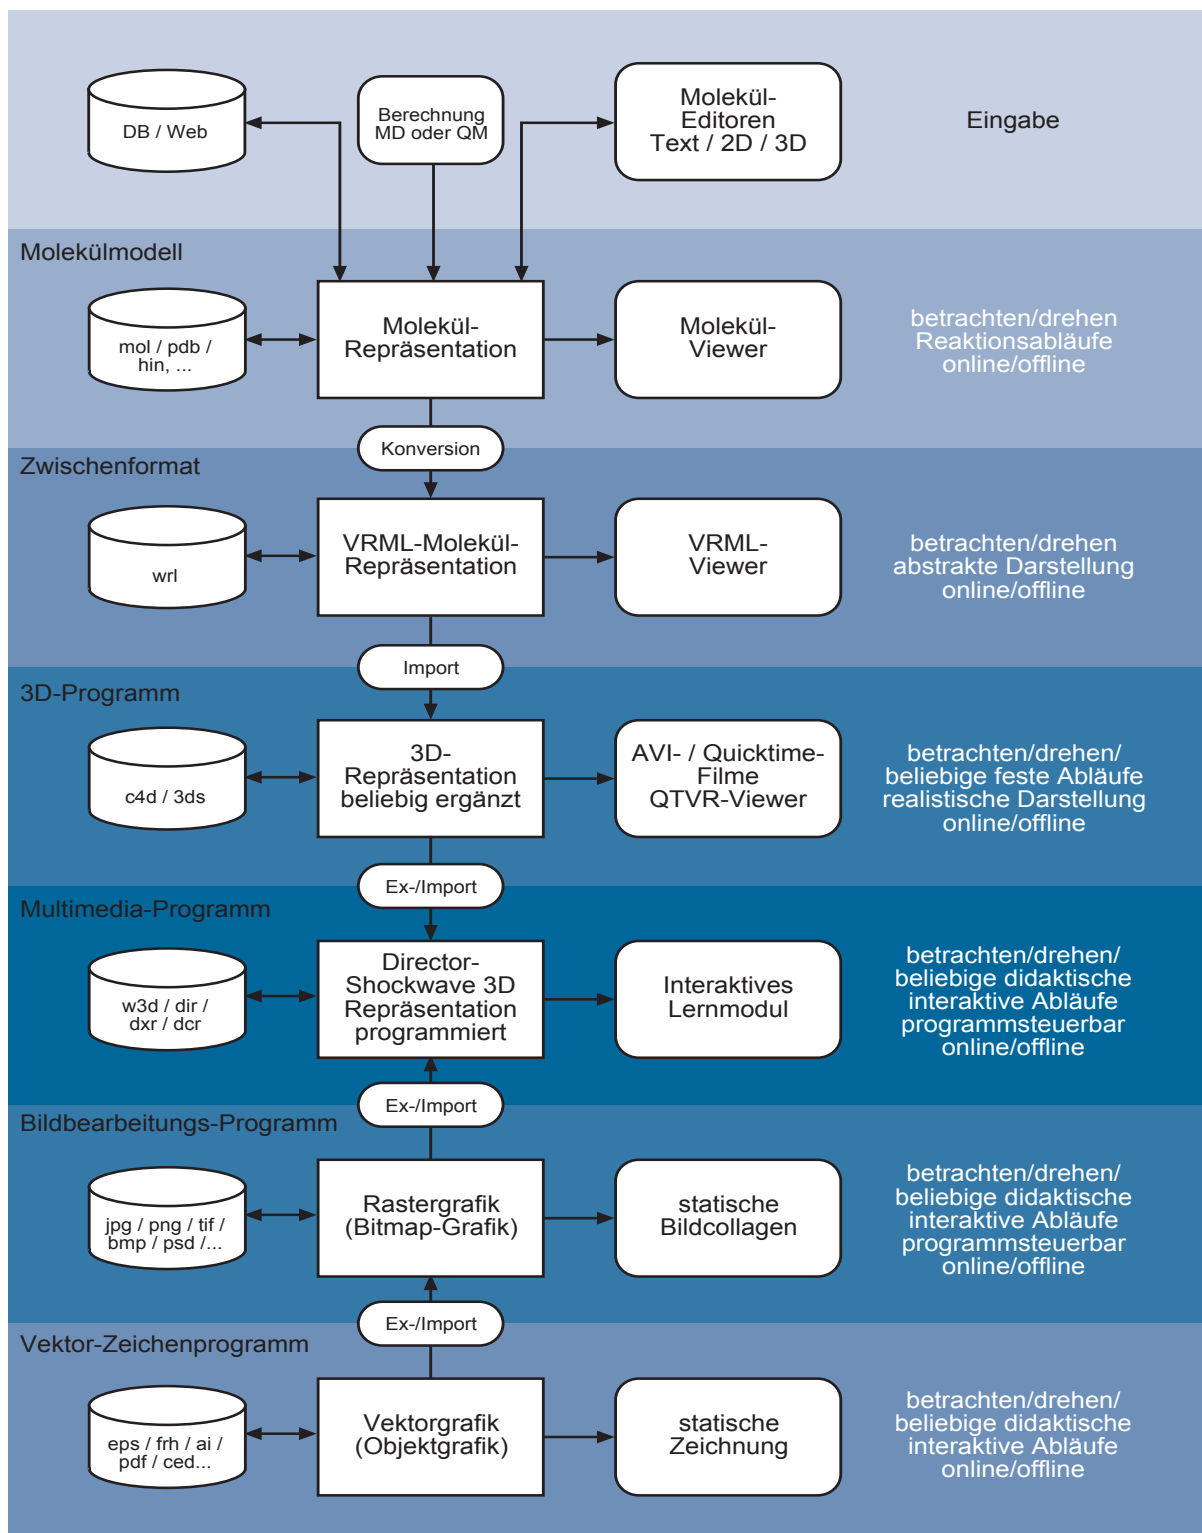 DB / Web
Berechnung
MD oder QM
Molekül-
Editoren
Text / 2D / 3D
Eingabe
Molekülmodell
mol / pdb /
hin, ...
Molekül-
Repräsentation
Molekül-
Viewer
betrachten/drehen
Reaktionsabläufe
online/offline
Konversion
Zwischenformat
wrl
VRML-Molekül-
Repräsentation
VRML-
Viewer
betrachten/drehen
abstrakte Darstellung
online/offline
Import
3D-Programm
c4d / 3ds
3D-
Repräsentation
beliebig ergänzt
AVI- / Quicktime-
Filme
QTVR-Viewer
betrachten/drehen/
beliebige feste Abläufe
realistische Darstellung
online/offline
Ex-/Import
Multimedia-Programm
w3d / dir /
dxr / dcr
Director-
Shockwave 3D
Repräsentation
programmiert
Interaktives
Lernmodul
betrachten/drehen/
beliebige didaktische
interaktive Abläufe
programmsteuerbar
online/offline
Ex-/Import
Bildbearbeitungs-Programm
jpg / png / tif /
bmp / psd /...
Rastergrafik
(Bitmap-Grafik)
statische
Bildcollagen
betrachten/drehen/
beliebige didaktische
interaktive Abläufe
programmsteuerbar
online/offline
Ex-/Import
Vektor-Zeichenprogramm
eps / frh / ai /
pdf / ced...
Vektorgrafik
(Objektgrafik)
statische
Zeichnung
betrachten/drehen/
beliebige didaktische
interaktive Abläufe
online/offline